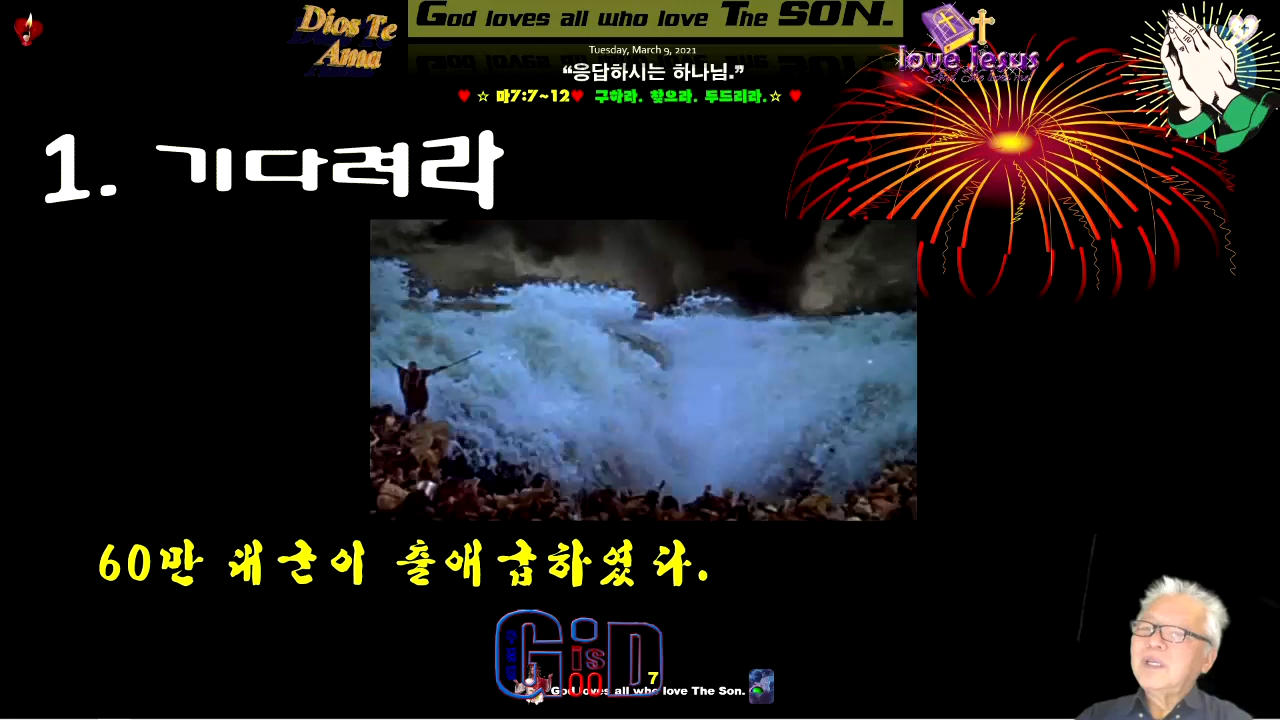 Dios Te
Ama
God loves all who love The SON.
love Jesus
Tuesday, March 9, 2021
“응답하시는 하나님.”
♥ ☆ 마7:7~12♥ 구하라. 찾으라. 두드리라.☆ ♥
1. 기다려라
60만 대군이 출애굽하였다.
G is D
00
7
God loves all who love The Son.